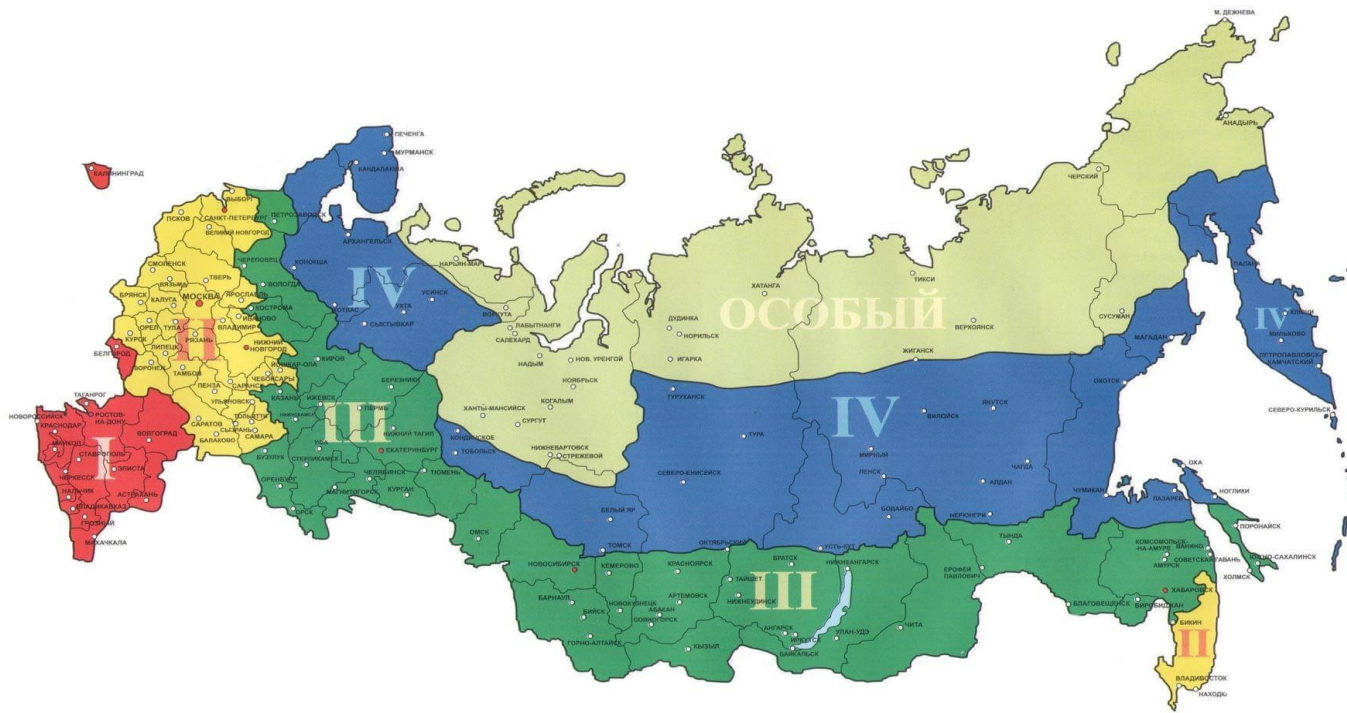 М. ДЕЖНЕВА
АНАДЫРЬ
ПЕЧЕНГА
МУРМАНСК
КАНДАЛАКША
КАЛИНИНГРАД
ЧЕРСКИЙ
ВЫБОРГ
ПСКОВ
САНКТ-ПЕТЕРБУРГ
ПЕТРОЗАВОДСК
ВЕЛИКИЙ НОВГОРОД
АРХАНГЕЛЬСК
ЧЕРЕПОВЕЦ
КОНОКША
НАРЬЯН-МАР
СМОЛЕНСК
ТВЕРЬ
ВЯЗЬМА
ВОЛОГДА
IV
УСИНСК
ХАТАНГА
ТИКСИ
ПАЛАНА
БРЯНСК
КАЛУГА
МОСКВА
ЯРОСЛАВЛЬ
КОСТРОМА
КОТЛАС
УХТА
ВОРКУТА
ОСОБЫЙ
СУСУМАН
IV
КЛЮЧИ
ОРЕЛ
ТУЛА
ВЛАДИМИР
ИВАНОВО
СЫКТЫВКАР
ЛАБЫТНАНГИ
САЛЕХАРД
ДУДИНКА
НОРИЛЬСК
ВЕРХОЯНСК
МАГАДАН
МИЛЬКОВО
КУРСК
РЯЗАНЬ
II
НИЖНИЙ НОВГОРОД
БЕЛГОРОД
ЛИПЕЦК
КИРОВ
НАДЫМ
НОВ. УРЕНГОЙ
ИГАРКА
ЖИГАНСК
ПЕТРОПАВЛОВСК-
КАМЧАТСКИЙ
ВОРОНЕЖ
ТАМБОВ
ЙОШКАР-ОЛА
ЧЕБОКСАРЫ
БЕРЕЗНИКИ
НОЯБРЬСК
ТУРУХАНСК
ОХОТСК
ПЕНЗА
САРАНСК
КАЗАНЬ
ИЖЕВСК
КОГАЛЫМ
ТАГАНРОГ
УЛЬЯНОВСК
ПЕРМЬ
ХАНТЫ-МАНСИЙСК
IV
ВИЛЮЙСК
ЯКУТСК
НОВОРОССИЙСК
РОСТОВ-
НА-ДОНУ
САРАТОВ
ТОЛЬЯТТИ
III
СУРГУТ
СЕВЕРО-КУРИЛЬСК
КРАСНОДАР
СЫЗРАНЬ
НИЖНИЙ ТАГИЛ
БАЛАКОВО
САМАРА
КОНДИНСКОЕ
ТУРА
МАЙКОП
ВОЛГОГРАД
УФА
ЕКАТЕРИНБУРГ
ТОБОЛЬСК
НИЖНЕВАРТОВСК
СТРЕЖЕВОЙ
МИРНЫЙ
I
СТАВРОПОЛЬ
БУЗУЛУК
СТЕРЛИТАМАК
ЧЕЛЯБИНСК
ТЮМЕНЬ
СЕВЕРО-ЕНИСЕЙСК
ЛЕНСК
ЧАГДА
ОХА
ЧЕРКЕССК
ЭЛИСТА
ОРЕНБУРГ
МАГНИТОГОРСК
КУРГАН
АЛДАН
ЧУМИКАН
НАЛЬЧИК
АСТРАХАНЬ
ЛАЗАРЕВ
НОГЛИКИ
ВЛАДИКАВКАЗ
ОРСК
БЕЛЫЙ ЯР
БОДАЙБО
НЕРЮНГРИ
ГРОЗНЫЙ
ПОРОНАЙСК
МАХАЧКАЛА
ОМСК
ТОМСК
ОКТЯБРЬСКИЙ
УСТЬ-КУТ
ТЫНДА
КОМСОМОЛЬСК-
НА-АМУРЕ
ВАНИНО
СОВЕТСКАЯ ГАВАНЬ
АМУРСК
ЮЖНО-САХАЛИНСК
НОВОСИБИРСК
КЕМЕРОВО
КРАСНОЯРСК
БРАТСК
НИЖНЕАНГАРСК
ТАЙШЕТ
ЕРОФЕЙ
ПАВЛОВИЧ
ХОЛМСК
БАРНАУЛ
НОВОКУЗНЕЦК
АРТЕМОВСК
НИЖНЕУДИНСК
III
ХАБАРОВСК
БИЙСК
АБАКАН
БЛАГОВЕЩЕНСК
БИРОБИДЖАН
АНГАРСК
ИРКУТСК
УЛАН-УДЭ
ЧИТА
БИКИН
ГОРНО-АЛТАЙСК
КЫЗЫЛ
БАЙКАЛЬСК
II
ВЛАДИВОСТОК
НАХОДКА